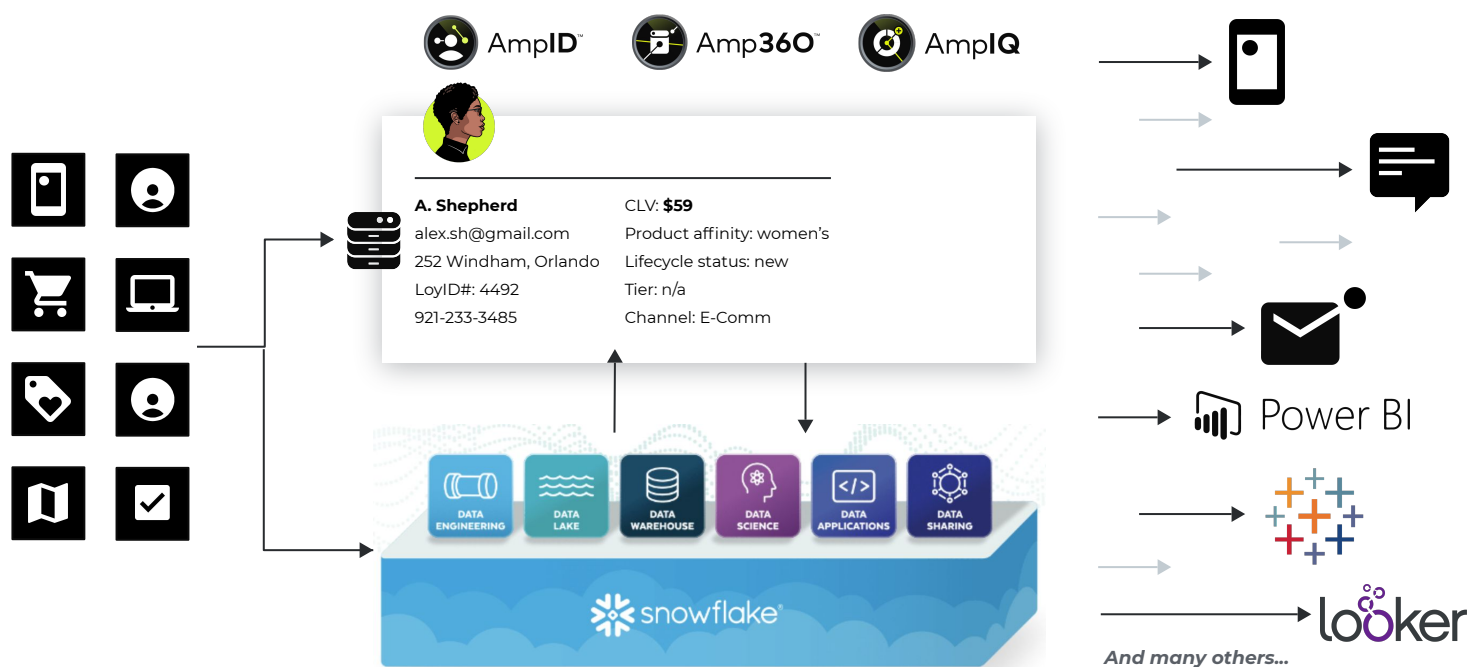 AmpID™
Amp360™
AmpIQ
A. Shepherd
alex.sh@gmail.com
252 Windham, Orlando
LoyID#: 4492
921-233-3485
CLV: $59
Product affinity: women’s
Lifecycle status: new
Tier: n/a
Channel: E-Comm
DATA
ENGINEERING
DATA
LAKE
DATA
WAREHOUSE
DATA
SCIENCE
DATA
APPLICATIONS
DATA
SHARING
snowflake®
Power BI
looker
And many others...